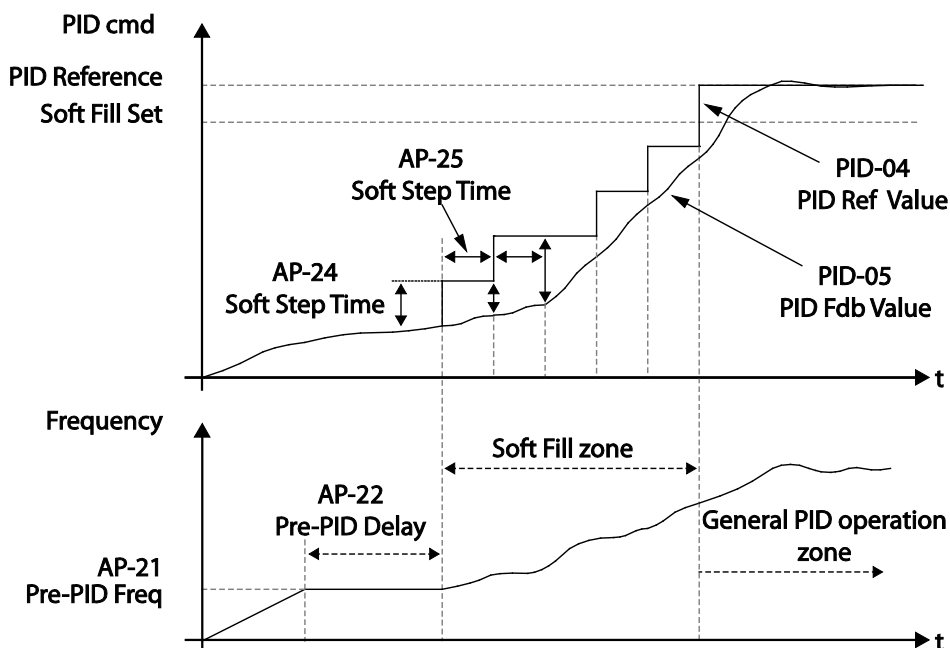 PID cmd
PID Reference
Soft Fill Set
AP-25
Soft Step Time
AP-24
Soft Step Time
PID-04
PID Ref Value
PID-05
PID Fdb Value
t
Frequency
Soft Fill zone
AP-22
Pre-PID Delay
General PID operation
zone
AP-21
Pre-PID Freq
t